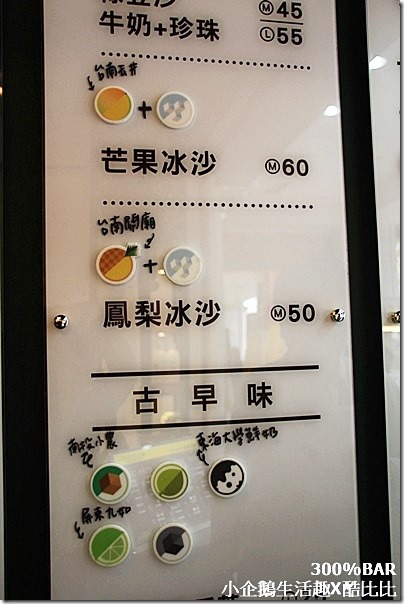 牛奶+珍珠
Ⓜ45
Ⓛ55
台南玉井
芒果冰沙 Ⓜ60
台南關廟
鳳梨冰沙 Ⓜ50
古早味
南投小農
東海大學鮮奶
屏東九如
300%BAR
小企鵝生活趣X酷比比